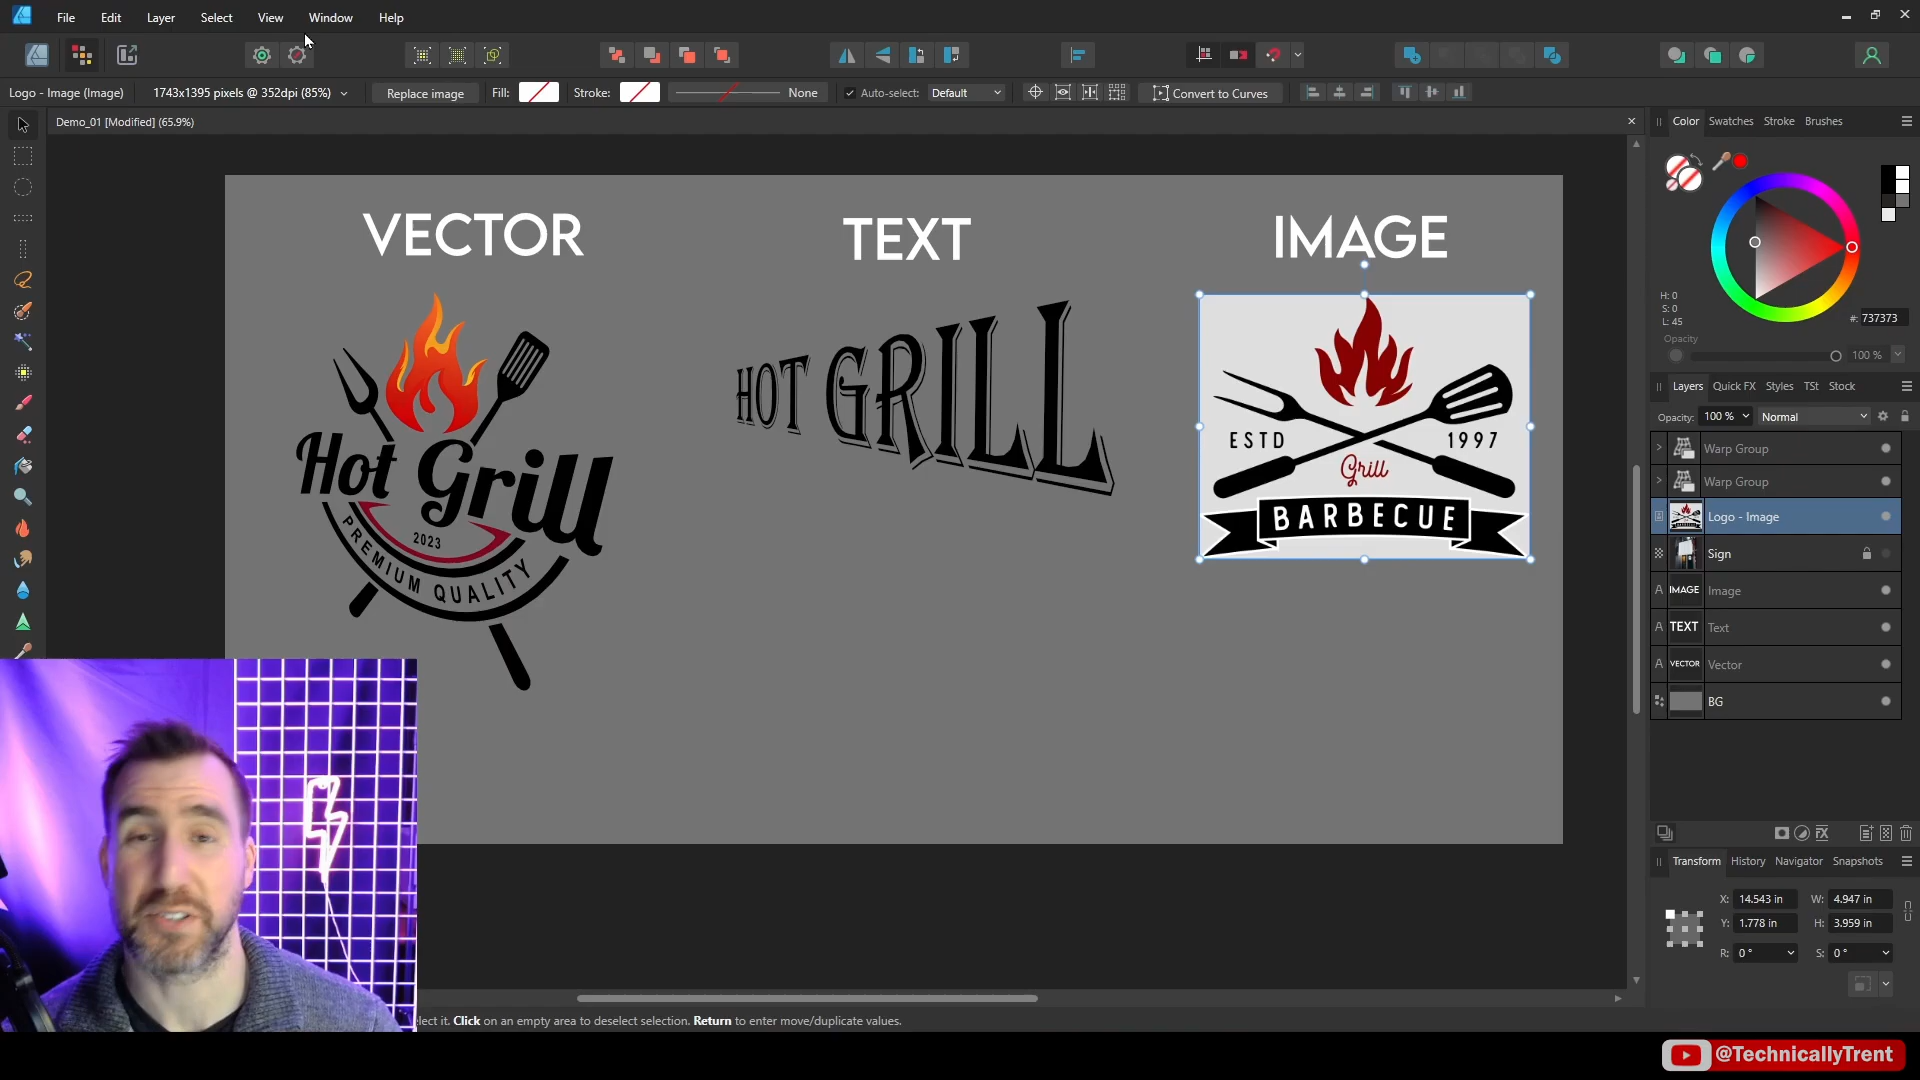 File Edit Layer Select View Window Help
Logo - Image (Image) 1743x1395 pixels @ 352dpi (85%) Replace image Fill: Stroke: None Auto-select: Default Convert to Curves
Demo_01 [Modified] (65.9%)
VECTOR
TEXT
IMAGE
Hot Grill
2023
PREMIUM QUALITY
HOT GRILL
ESTD
1997
Grill
BARBECUE
Color Swatches Stroke Brushes
H: 0
S: 0
L: 45
#: 737373
Opacity
100 %
Layers Quick FX Styles TSt Stock
Opacity: 100 % Normal
Warp Group
Warp Group
Logo - Image
Sign
A IMAGE Image
A TEXT Text
A VECTOR Vector
BG
Transform History Navigator Snapshots
X: 14.543 in W: 4.947 in
Y: 1.778 in H: 3.959 in
R: 0 ° S: 0 °
lect it. Click on an empty area to deselect selection. Return to enter move/duplicate values.
@TechnicallyTrent